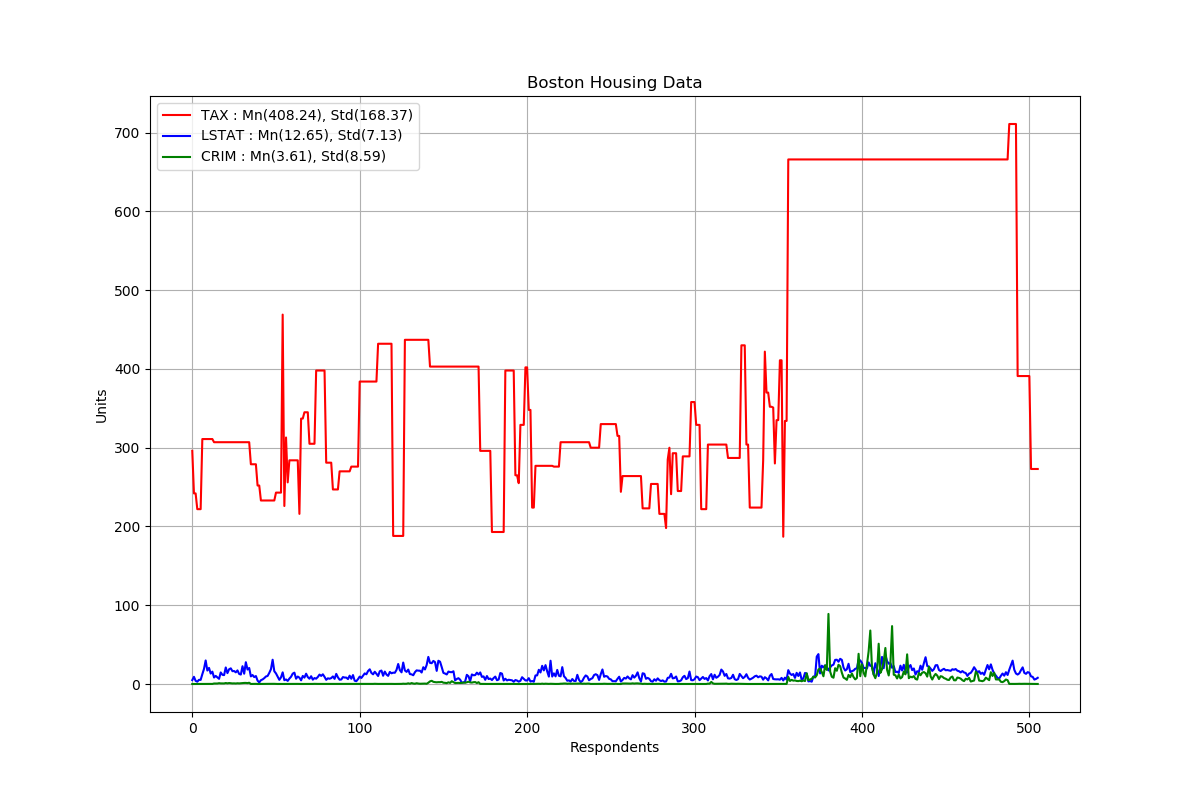 Boston Housing Data
TAX : Mn(408.24), Std(168.37)
LSTAT : Mn(12.65), Std(7.13)
CRIM : Mn(3.61), Std(8.59)
700
600
500
400
300
200
100
0
Units
0 100 200 300 400 500
Respondents